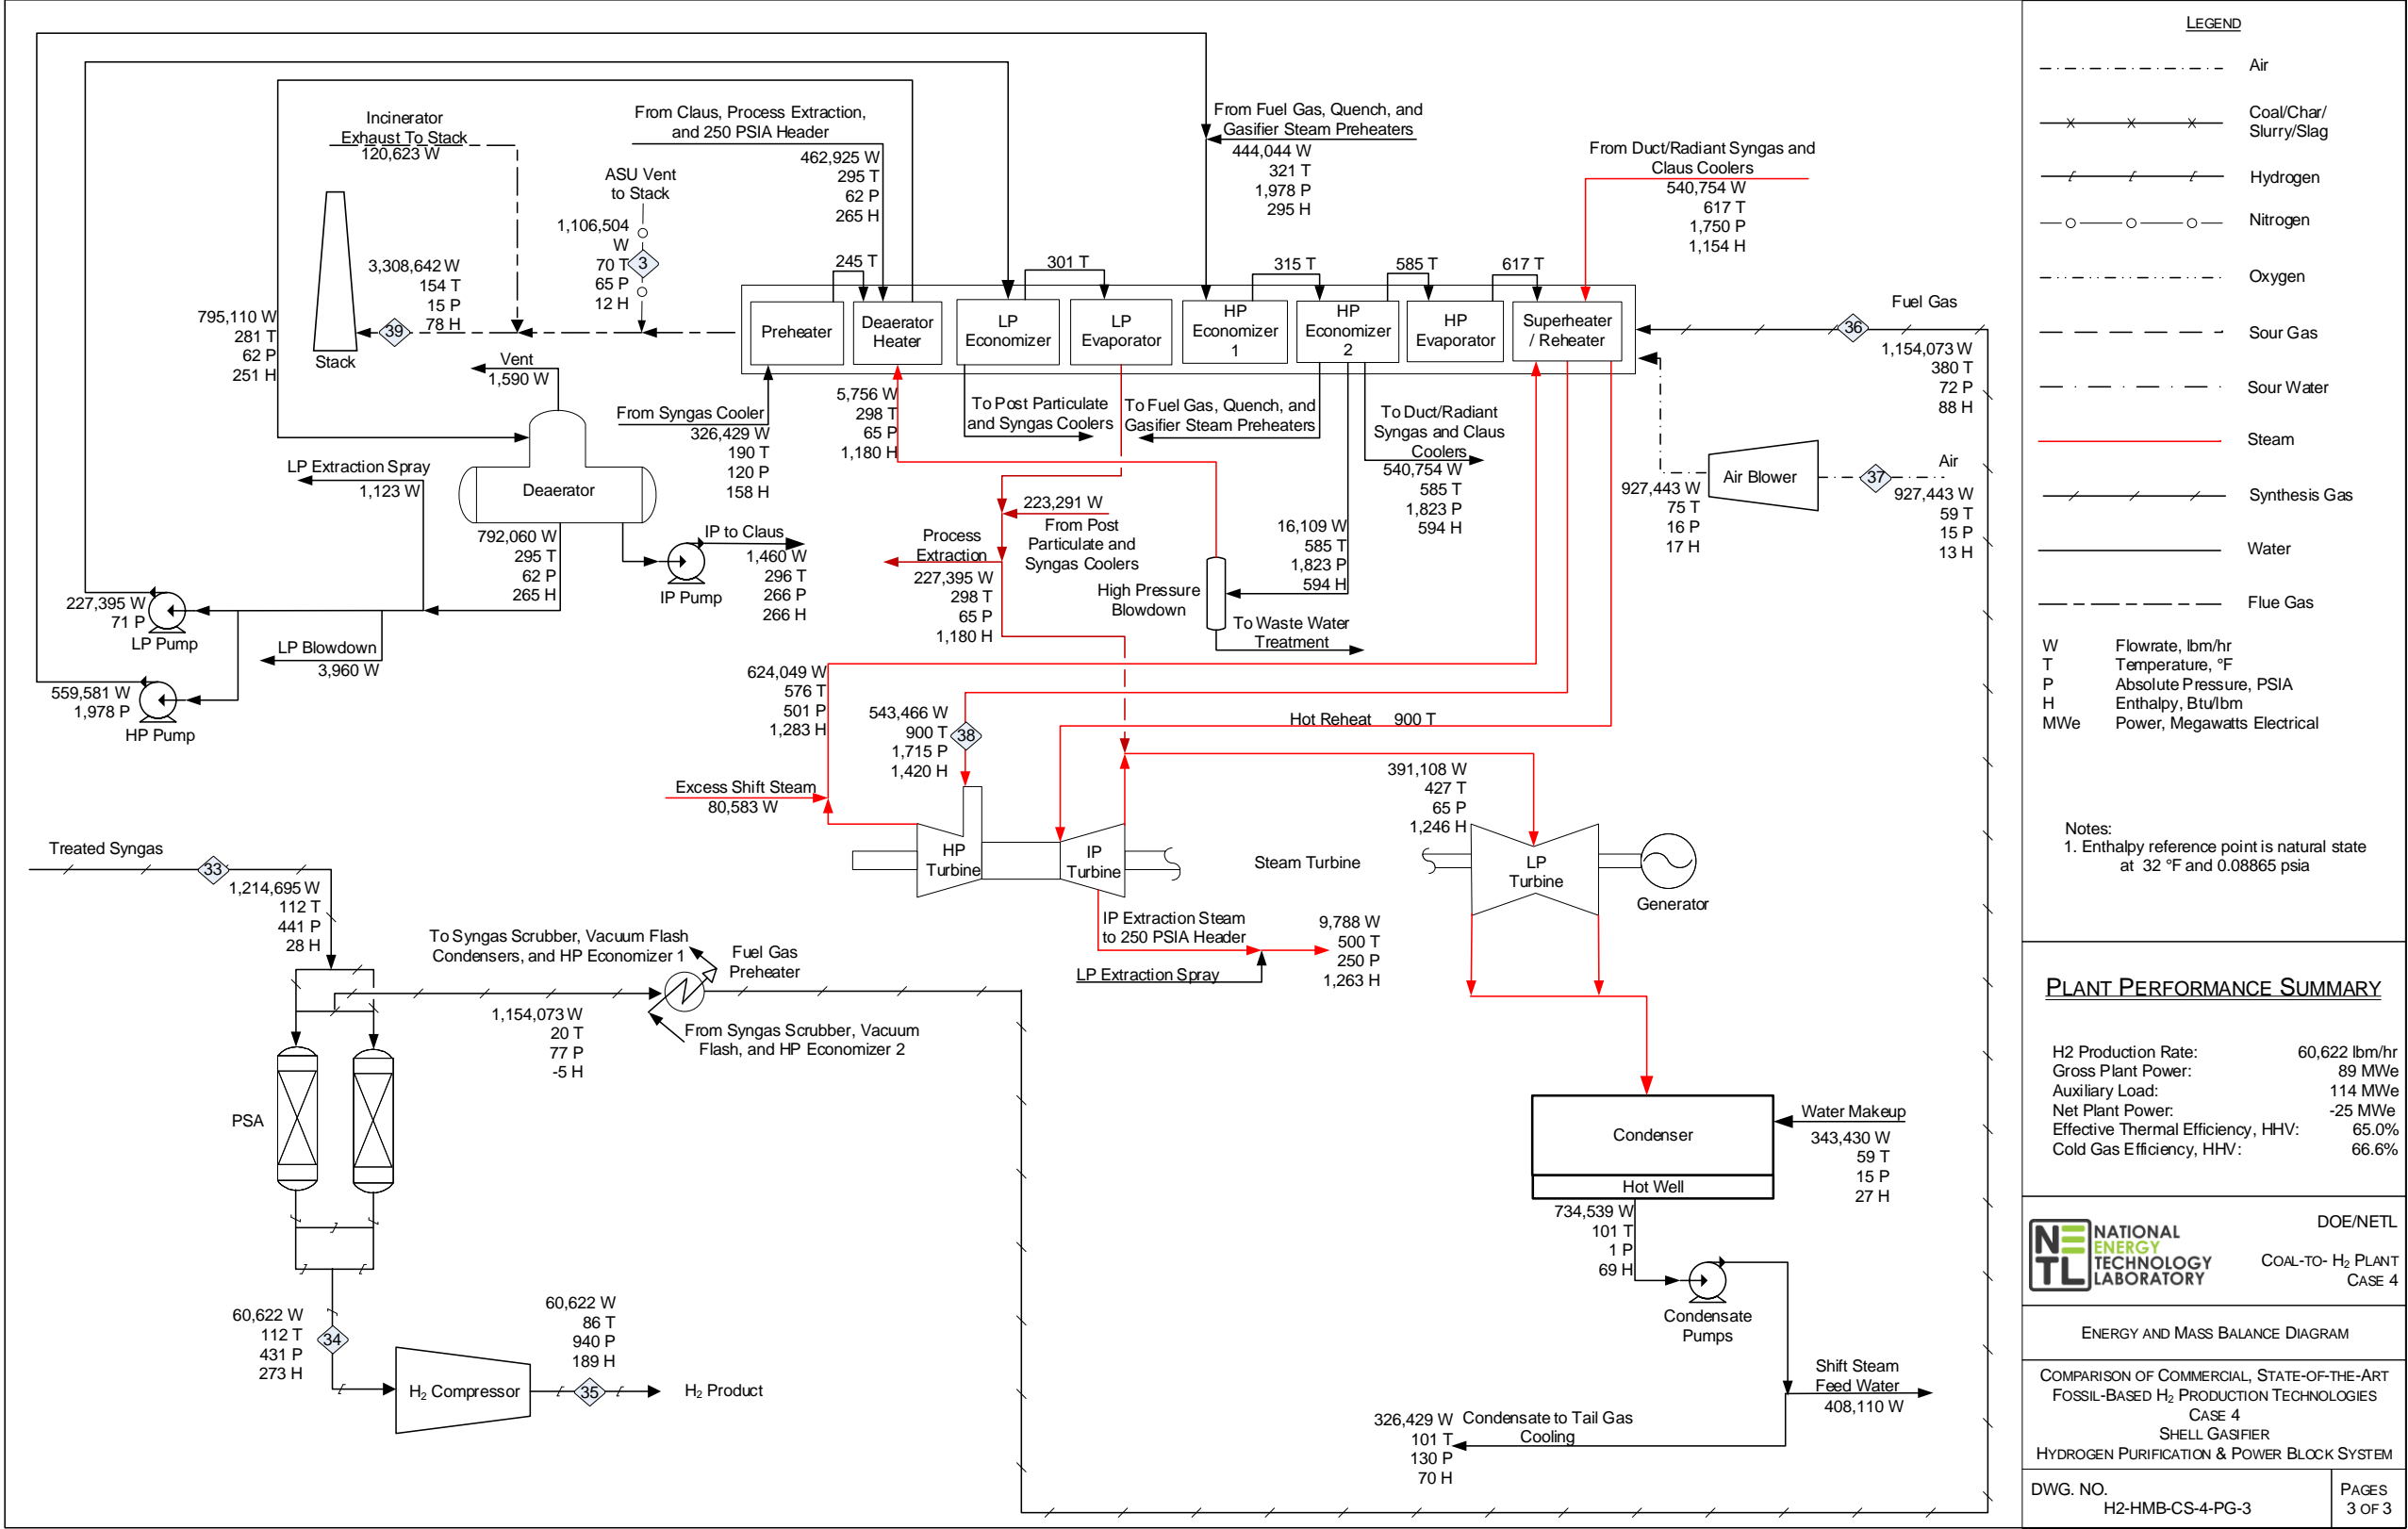 Incinerator
Exhaust To Stack
120,623 W
From Claus, Process Extraction,
and 250 PSIA Header
462,925 W
295 T
62 P
265 H
ASU Vent
to Stack
1,106,504
W
70 T
65 P
12 H
3
3,308,642 W
154 T
15 P
78 H
39
Stack
795,110 W
281 T
62 P
251 H
From Fuel Gas, Quench, and
Gasifier Steam Preheaters
444,044 W
321 T
1,978 P
295 H
From Duct/Radiant Syngas and
Claus Coolers
540,754 W
617 T
1,750 P
1,154 H
245 T
301 T
315 T
585 T
617 T
Preheater
Deaerator
Heater
LP
Economizer
LP
Evaporator
HP
Economizer
1
HP
Economizer
2
HP
Evaporator
Superheater
/ Reheater
Fuel Gas
36
1,154,073 W
380 T
72 P
88 H
Air Blower
37
Air
927,443 W
59 T
15 P
13 H
927,443 W
75 T
16 P
17 H
Vent
1,590 W
Deaerator
From Syngas Cooler
326,429 W
190 T
120 P
158 H
5,756 W
298 T
65 P
1,180 H
To Post Particulate
and Syngas Coolers
To Fuel Gas, Quench, and
Gasifier Steam Preheaters
To Duct/Radiant
Syngas and Claus
Coolers
540,754 W
585 T
1,823 P
594 H
LP Extraction Spray
1,123 W
792,060 W
295 T
62 P
265 H
IP to Claus
1,460 W
296 T
266 P
266 H
IP Pump
223,291 W
From Post
Particulate and
Syngas Coolers
Process
Extraction
227,395 W
298 T
65 P
1,180 H
16,109 W
585 T
1,823 P
594 H
High Pressure
Blowdown
To Waste Water
Treatment
227,395 W
71 P
LP Pump
LP Blowdown
3,960 W
559,581 W
1,978 P
HP Pump
624,049 W
576 T
501 P
1,283 H
543,466 W
900 T
1,715 P
1,420 H
38
Hot Reheat 900 T
Excess Shift Steam
80,583 W
391,108 W
427 T
65 P
1,246 H
HP
Turbine
IP
Turbine
Steam Turbine
LP
Turbine
Generator
IP Extraction Steam
to 250 PSIA Header
LP Extraction Spray
9,788 W
500 T
250 P
1,263 H
Treated Syngas
33
1,214,695 W
112 T
441 P
28 H
To Syngas Scrubber, Vacuum Flash
Condensers, and HP Economizer 1
Fuel Gas
Preheater
1,154,073 W
20 T
77 P
-5 H
From Syngas Scrubber, Vacuum
Flash, and HP Economizer 2
PSA
60,622 W
112 T
431 P
273 H
34
H2 Compressor
60,622 W
86 T
940 P
189 H
35
H2 Product
Condenser
Hot Well
Water Makeup
343,430 W
59 T
15 P
27 H
734,539 W
101 T
1 P
69 H
Condensate
Pumps
Shift Steam
Feed Water
408,110 W
326,429 W
101 T
130 P
70 H
Condensate to Tail Gas
Cooling
LEGEND
Air
Coal/Char/
Slurry/Slag
Hydrogen
Nitrogen
Oxygen
Sour Gas
Sour Water
Steam
Synthesis Gas
Water
Flue Gas
W Flowrate, lbm/hr
T Temperature, °F
P Absolute Pressure, PSIA
H Enthalpy, Btu/lbm
MWe Power, Megawatts Electrical
Notes:
1. Enthalpy reference point is natural state
at 32 °F and 0.08865 psia
PLANT PERFORMANCE SUMMARY
H2 Production Rate: 60,622 lbm/hr
Gross Plant Power: 89 MWe
Auxiliary Load: 114 MWe
Net Plant Power: -25 MWe
Effective Thermal Efficiency, HHV: 65.0%
Cold Gas Efficiency, HHV: 66.6%
NETL
NATIONAL
ENERGY
TECHNOLOGY
LABORATORY
DOE/NETL
COAL-TO- H2 PLANT
CASE 4
ENERGY AND MASS BALANCE DIAGRAM
COMPARISON OF COMMERCIAL, STATE-OF-THE-ART
FOSSIL-BASED H2 PRODUCTION TECHNOLOGIES
CASE 4
SHELL GASIFIER
HYDROGEN PURIFICATION & POWER BLOCK SYSTEM
DWG. NO.
H2-HMB-CS-4-PG-3
PAGES
3 OF 3